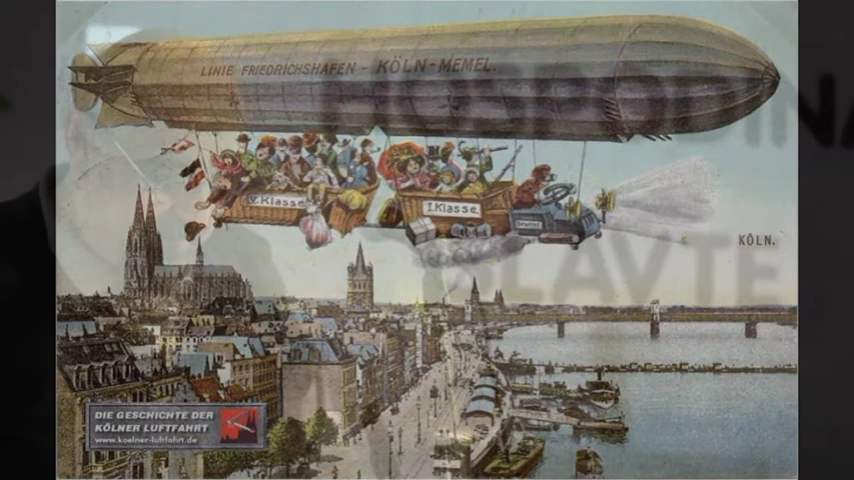 LINIE FRIEDRICHSHAFEN - KÖLN-MEMEL.
V. Klasse
I. Klasse.
KÖLN.
DIE GESCHICHTE DER
KÖLNER LUFTFAHRT
www.koelner-luftfahrt.de